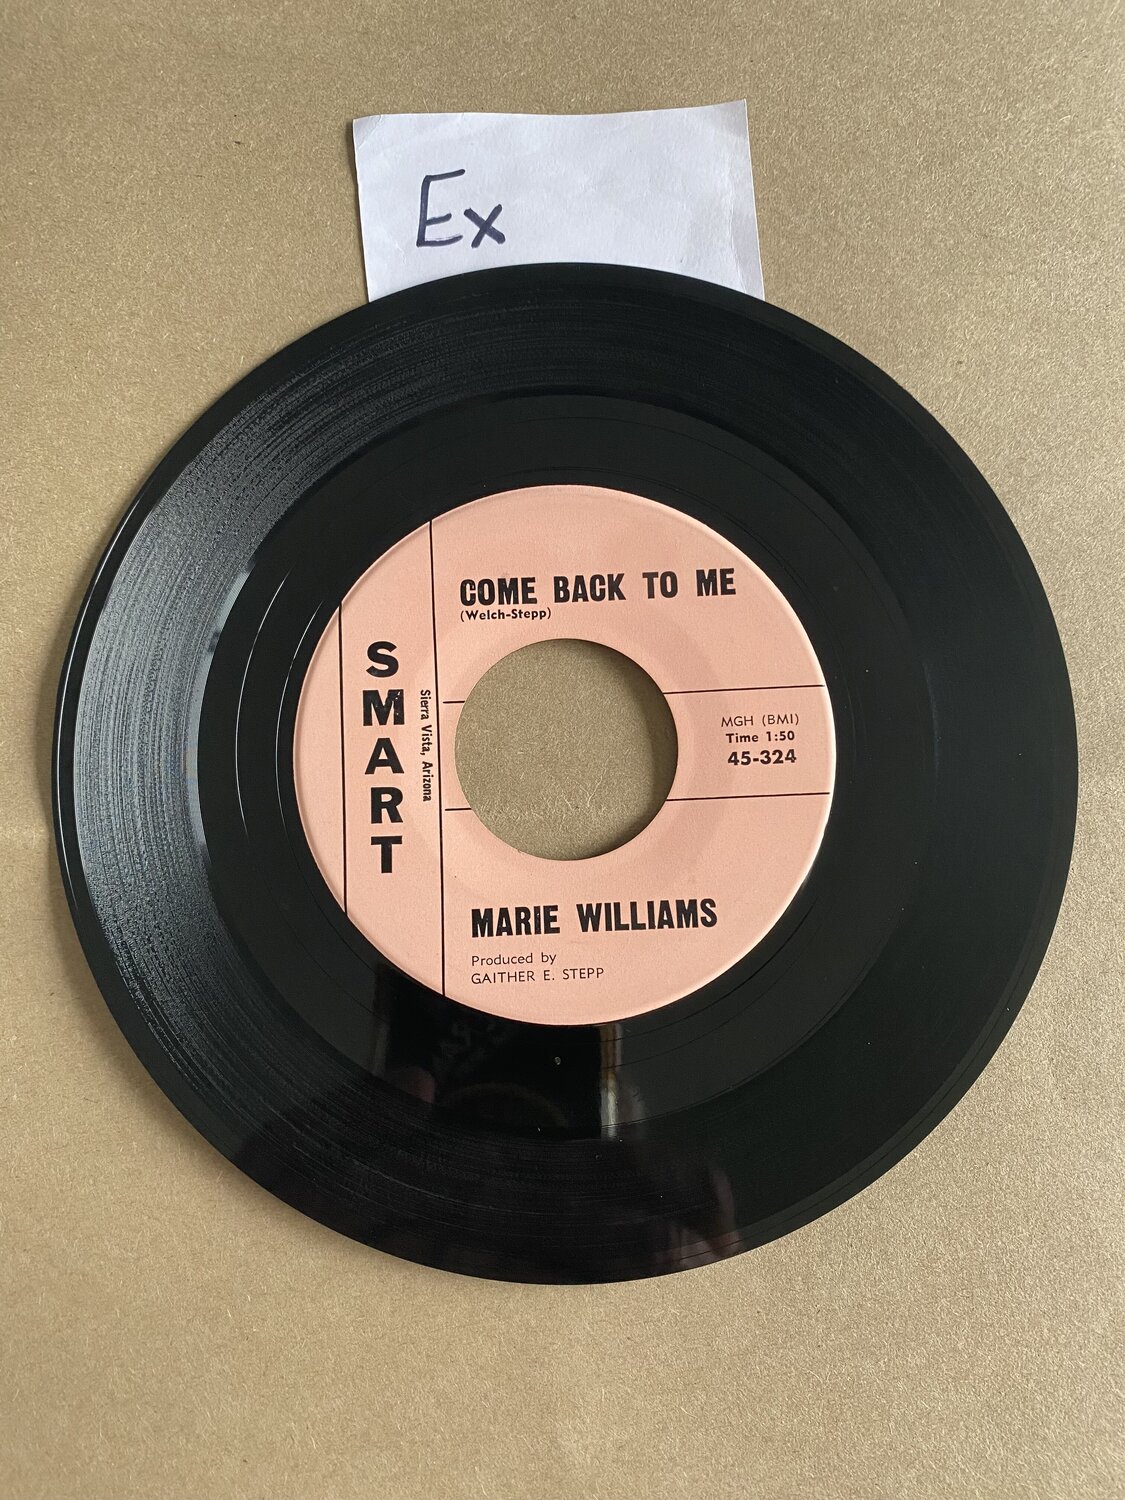 Ex
COME BACK TO ME
(Welch-Stepp)
SMART
Sierra Vista, Arizona
MGH (BMI)
Time 1:50
45-324
MARIE WILLIAMS
Produced by
GAITHER E. STEPP